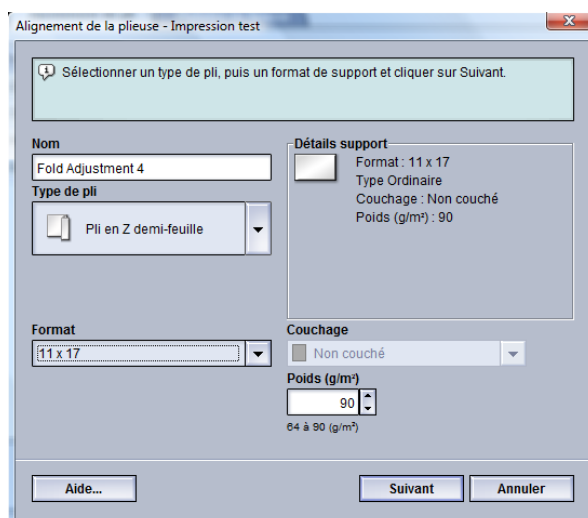 Alignement de la plieuse - Impression test
Sélectionner un type de pli, puis un format de support et cliquer sur Suivant.
Nom
Fold Adjustment 4
Type de pli
Pli en Z demi-feuille
Détails support
Format : 11 x 17
Type Ordinaire
Couchage : Non couché
Poids (g/m²) : 90
Format
11 x 17
Couchage
Non couché
Poids (g/m²)
90
64 à 90 (g/m²)
Aide...
Suivant
Annuler